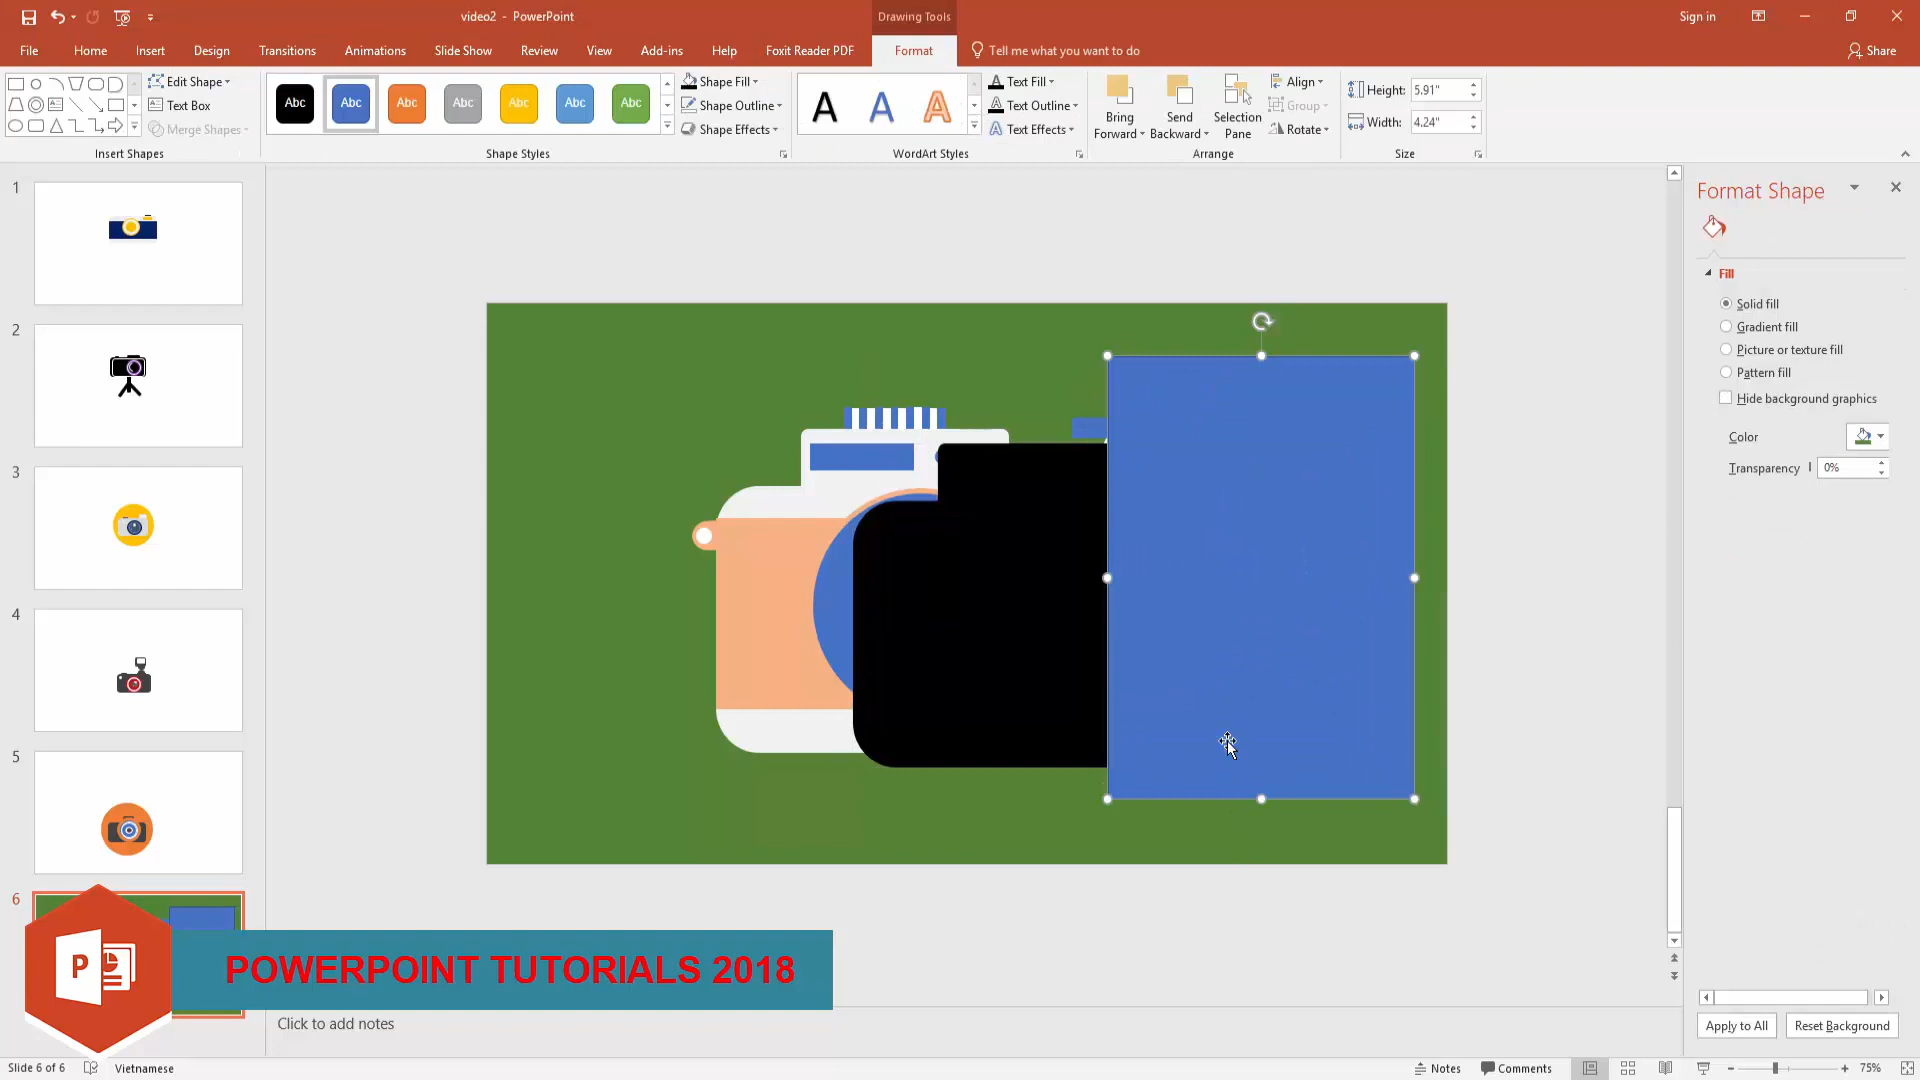 video2 - PowerPoint
Drawing Tools
Sign in
File Home Insert Design Transitions Animations Slide Show Review View Add-ins Help Foxit Reader PDF Format Tell me what you want to do Share
Edit Shape
Text Box
Merge Shapes
Insert Shapes
Abc Abc Abc Abc Abc Abc Abc
Shape Fill
Shape Outline
Shape Effects
Shape Styles
A A A
Text Fill
Text Outline
Text Effects
WordArt Styles
Bring Forward
Send Backward
Selection Pane
Align
Group
Rotate
Arrange
Height: 5.91"
Width: 4.24"
Size
1
2
3
4
5
6
Format Shape
Fill
Solid fill
Gradient fill
Picture or texture fill
Pattern fill
Hide background graphics
Color
Transparency 0%
Apply to All
Reset Background
P
POWERPOINT TUTORIALS 2018
Click to add notes
Slide 6 of 6 Vietnamese Notes Comments 75%